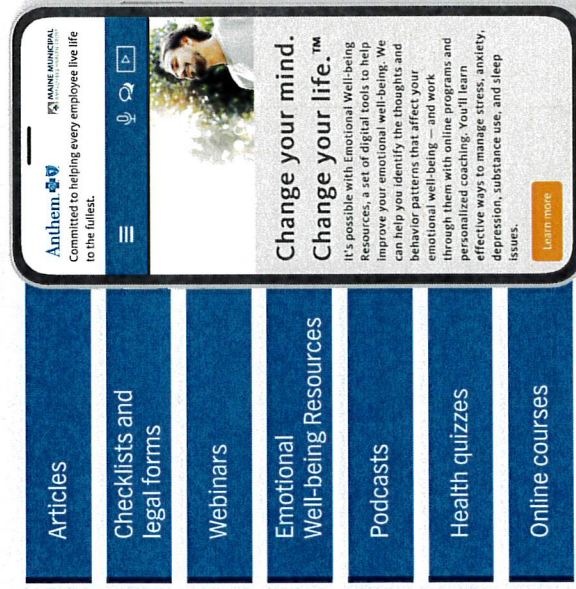 Articles
Checklists and
legal forms
Webinars
Emotional
Well-being Resources
Podcasts
Health quizzes
Online courses
Anthem
MAINE MUNICIPAL
Committed to helping every employee live life
to the fullest.
Change your mind.
Change your life.™
It's possible with Emotional Well-being
Resources, a set of digital tools to help
improve your emotional well-being. We
can help you identify the thoughts and
behavior patterns that affect your
emotional well-being — and work
through them with online programs and
personalized coaching. You'll learn
effective ways to manage stress, anxiety,
depression, substance use, and sleep
issues.
Learn more